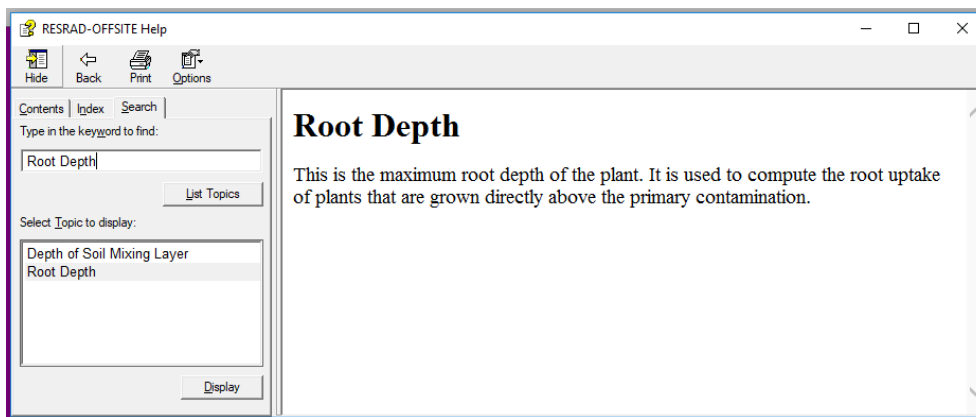 RESRAD-OFFSITE Help
Hide Back Print Options
Contents Index Search
Type in the keyword to find:
Root Depth
List Topics
Select Topic to display:
Depth of Soil Mixing Layer
Root Depth
Display
Root Depth
This is the maximum root depth of the plant. It is used to compute the root uptake
of plants that are grown directly above the primary contamination.